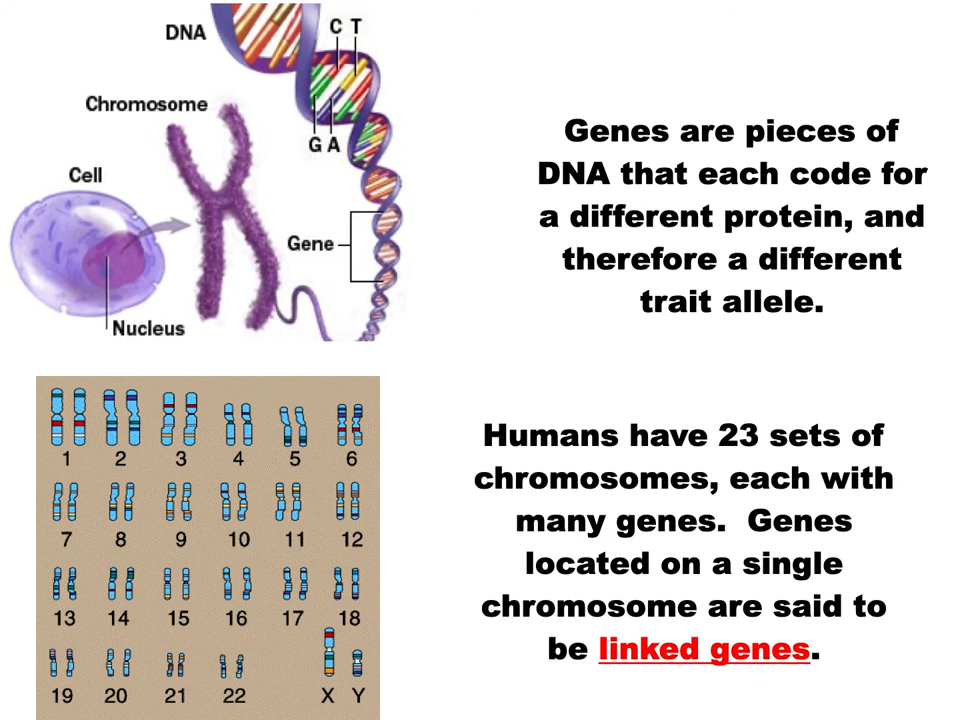 DNA
C T
Chromosome
G A
Cell
Gene
Nucleus
Genes are pieces of
DNA that each code for
a different protein, and
therefore a different
trait allele.
1 2 3 4 5 6
7 8 9 10 11 12
13 14 15 16 17 18
19 20 21 22 X Y
Humans have 23 sets of
chromosomes, each with
many genes. Genes
located on a single
chromosome are said to
be linked genes.